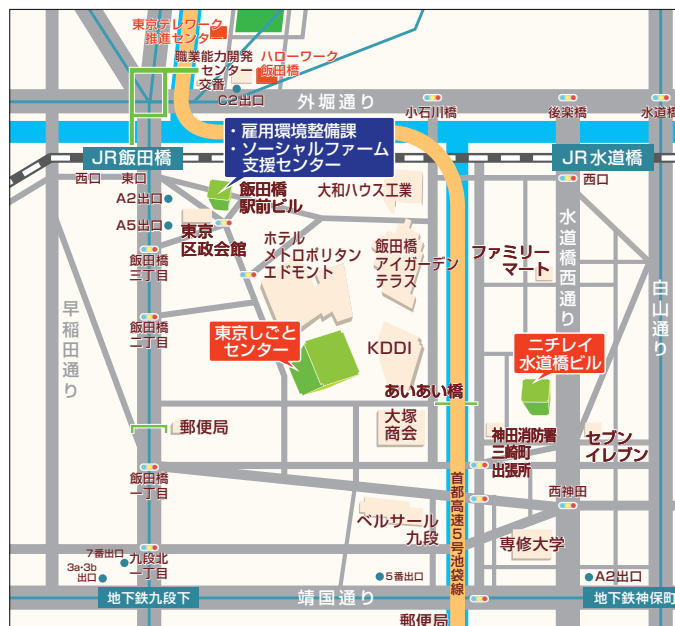 東京テレワーク
推進センター
職業能力開発
センター
ハローワーク
飯田橋
交番
C2出口
外堀通り
小石川橋
後楽橋
水道橋
・雇用環境整備課
・ソーシャルファーム
支援センター
JR飯田橋
JR水道橋
西口
東口
西口
A2出口
A5出口
飯田橋
駅前ビル
大和ハウス工業
東京
区政会館
ホテル
メトロポリタン
エドモント
飯田橋
アイガーデン
テラス
ファミリー
マート
水道橋西通り
白山通り
飯田橋
三丁目
早稲田通り
飯田橋
二丁目
東京しごと
センター
KDDI
ニチレイ
水道橋ビル
あいあい橋
郵便局
大塚
商会
神田消防署
三崎町
出張所
セブン
イレブン
飯田橋
一丁目
首都高速5号池袋線
西神田
ベルサール
九段
専修大学
7番出口
九段北
一丁目
3a・3b
出口
5番出口
A2出口
地下鉄九段下
靖国通り
地下鉄神保町
郵便局